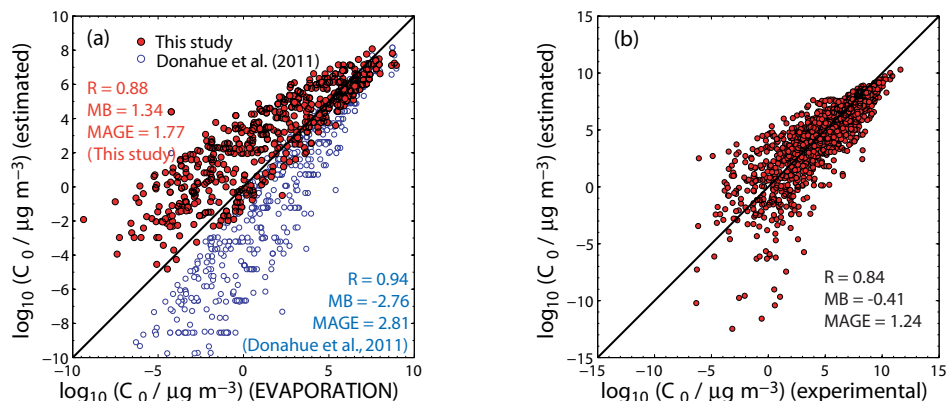 (a)
This study
Donahue et al. (2011)
R = 0.88
MB = 1.34
MAGE = 1.77
(This study)
R = 0.94
MB = -2.76
MAGE = 2.81
(Donahue et al., 2011)
10
8
6
4
2
0
−2
−4
−6
−8
−10
−10 −5 0 5 10
log10 (C 0 / µg m−3) (estimated)
log10 (C 0 / µg m−3) (EVAPORATION)
(b)
R = 0.84
MB = -0.41
MAGE = 1.24
15
10
5
0
−5
−10
−15
−15 −10 −5 0 5 10 15
log10 (C 0 / µg m−3) (estimated)
log10 (C 0 / µg m−3) (experimental)